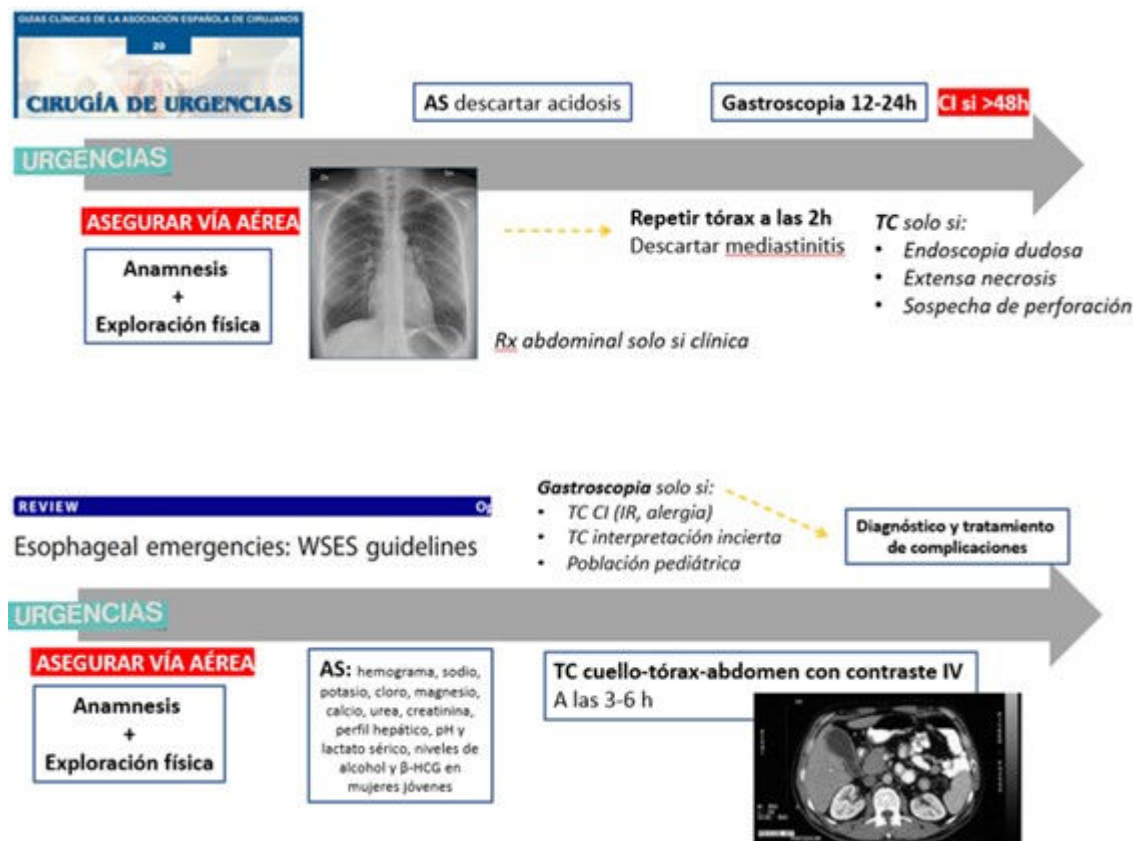 GUÍAS CLÍNICAS DE LA ASOCIACIÓN ESPAÑOLA DE CIRUJANOS
20
CIRUGÍA DE URGENCIAS
AS descartar acidosis
Gastroscopia 12-24h
CI si >48h
URGENCIAS
ASEGURAR VÍA AÉREA
Anamnesis
+
Exploración física
Repetir tórax a las 2h
Descartar mediastinitis
Rx abdominal solo si clínica
TC solo si:
• Endoscopia dudosa
• Extensa necrosis
• Sospecha de perforación
REVIEW
Esophageal emergencies: WSES guidelines
Gastroscopia solo si:
• TC CI (IR, alergia)
• TC interpretación incierta
• Población pediátrica
Diagnóstico y tratamiento
de complicaciones
URGENCIAS
ASEGURAR VÍA AÉREA
Anamnesis
+
Exploración física
AS: hemograma, sodio,
potasio, cloro, magnesio,
calcio, urea, creatinina,
perfil hepático, pH y
lactato sérico, niveles de
alcohol y β-HCG en
mujeres jóvenes
TC cuello-tórax-abdomen con contraste IV
A las 3-6 h